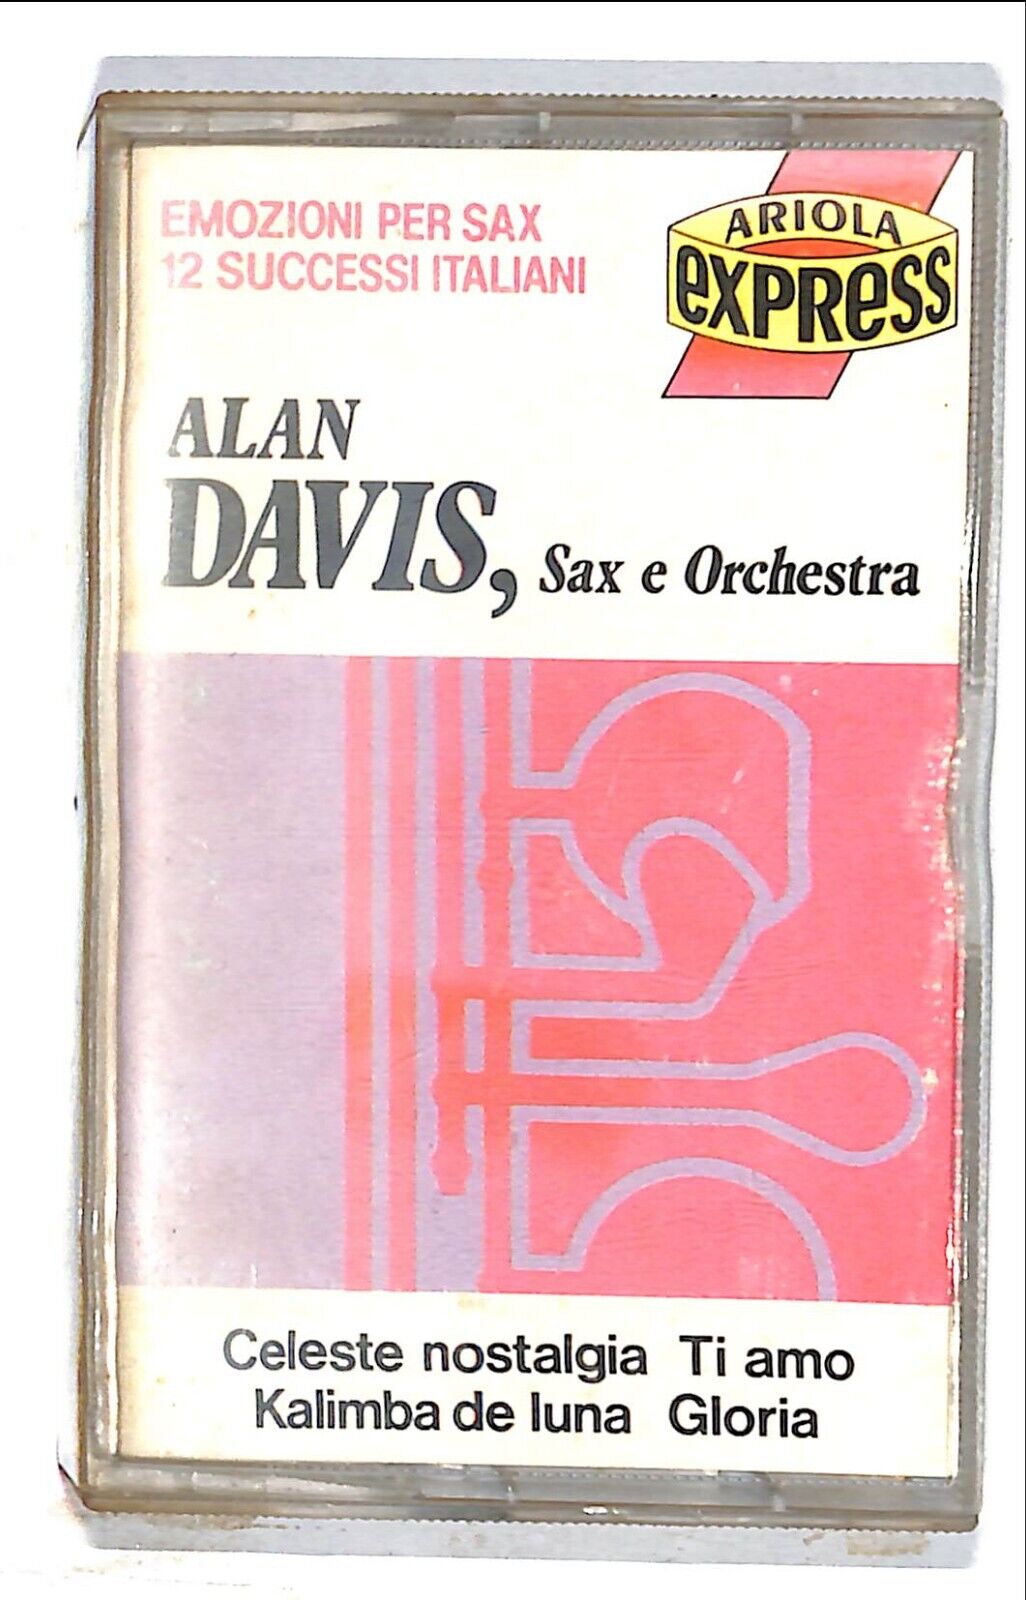 EMOZIONI PER SAX
12 SUCCESSI ITALIANI
ARIOLA
eXPReSS
ALAN
DAVIS, Sax e Orchestra
Celeste nostalgia Ti amo
Kalimba de luna Gloria